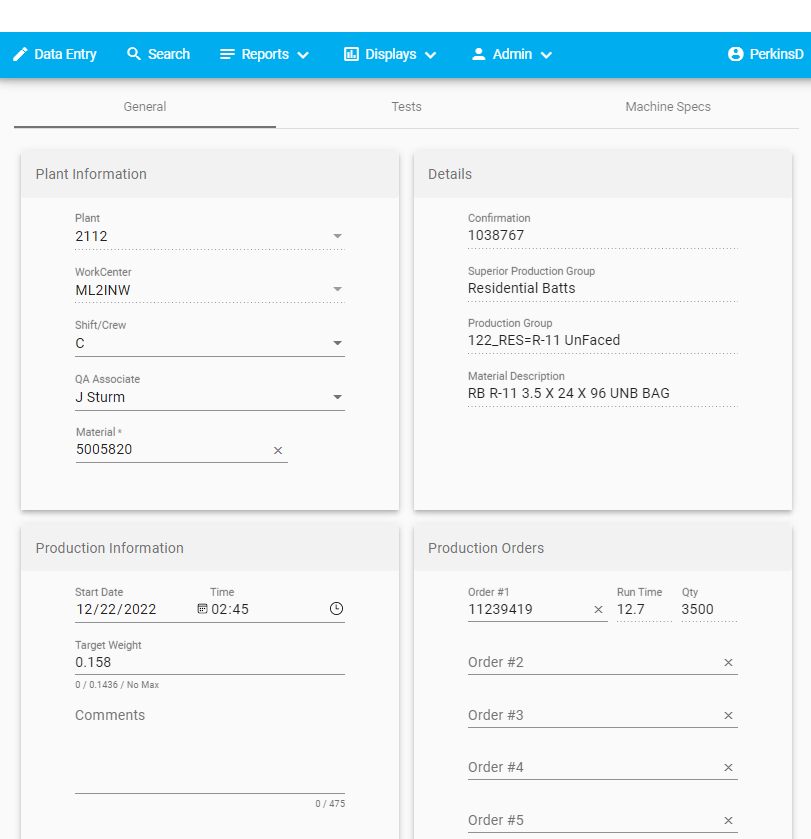 Data Entry Search Reports Displays Admin PerkinsD
General Tests Machine Specs
Plant Information
Plant
2112
WorkCenter
ML2INW
Shift/Crew
C
QA Associate
J Sturm
Material *
5005820
Details
Confirmation
1038767
Superior Production Group
Residential Batts
Production Group
122_RES=R-11 UnFaced
Material Description
RB R-11 3.5 X 24 X 96 UNB BAG
Production Information
Start Date Time
12/22/2022 02:45
Target Weight
0.158
0 / 0.1436 / No Max
Comments
0 / 475
Production Orders
Order #1 Run Time Qty
11239419 12.7 3500
Order #2
Order #3
Order #4
Order #5